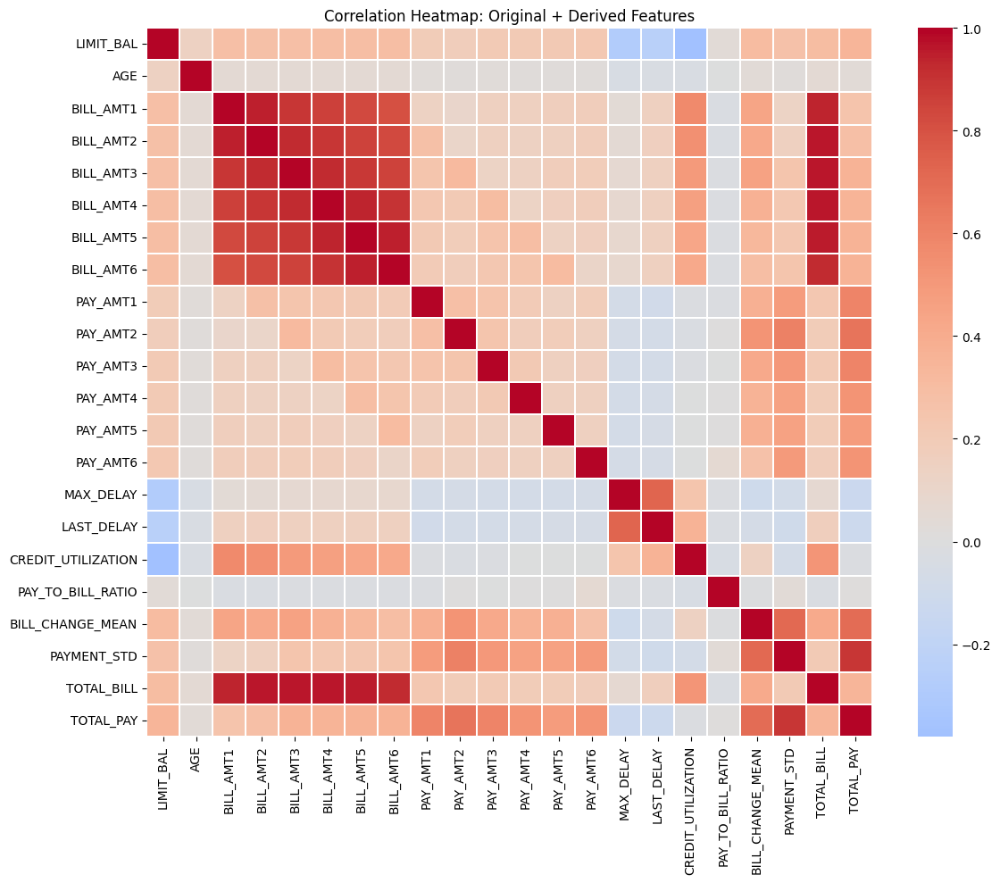 Correlation Heatmap: Original + Derived Features
LIMIT_BAL
AGE
BILL_AMT1
BILL_AMT2
BILL_AMT3
BILL_AMT4
BILL_AMT5
BILL_AMT6
PAY_AMT1
PAY_AMT2
PAY_AMT3
PAY_AMT4
PAY_AMT5
PAY_AMT6
MAX_DELAY
LAST_DELAY
CREDIT_UTILIZATION
PAY_TO_BILL_RATIO
BILL_CHANGE_MEAN
PAYMENT_STD
TOTAL_BILL
TOTAL_PAY
LIMIT_BAL
AGE
BILL_AMT1
BILL_AMT2
BILL_AMT3
BILL_AMT4
BILL_AMT5
BILL_AMT6
PAY_AMT1
PAY_AMT2
PAY_AMT3
PAY_AMT4
PAY_AMT5
PAY_AMT6
MAX_DELAY
LAST_DELAY
CREDIT_UTILIZATION
PAY_TO_BILL_RATIO
BILL_CHANGE_MEAN
PAYMENT_STD
TOTAL_BILL
TOTAL_PAY
1.0
0.8
0.6
0.4
0.2
0.0
−0.2